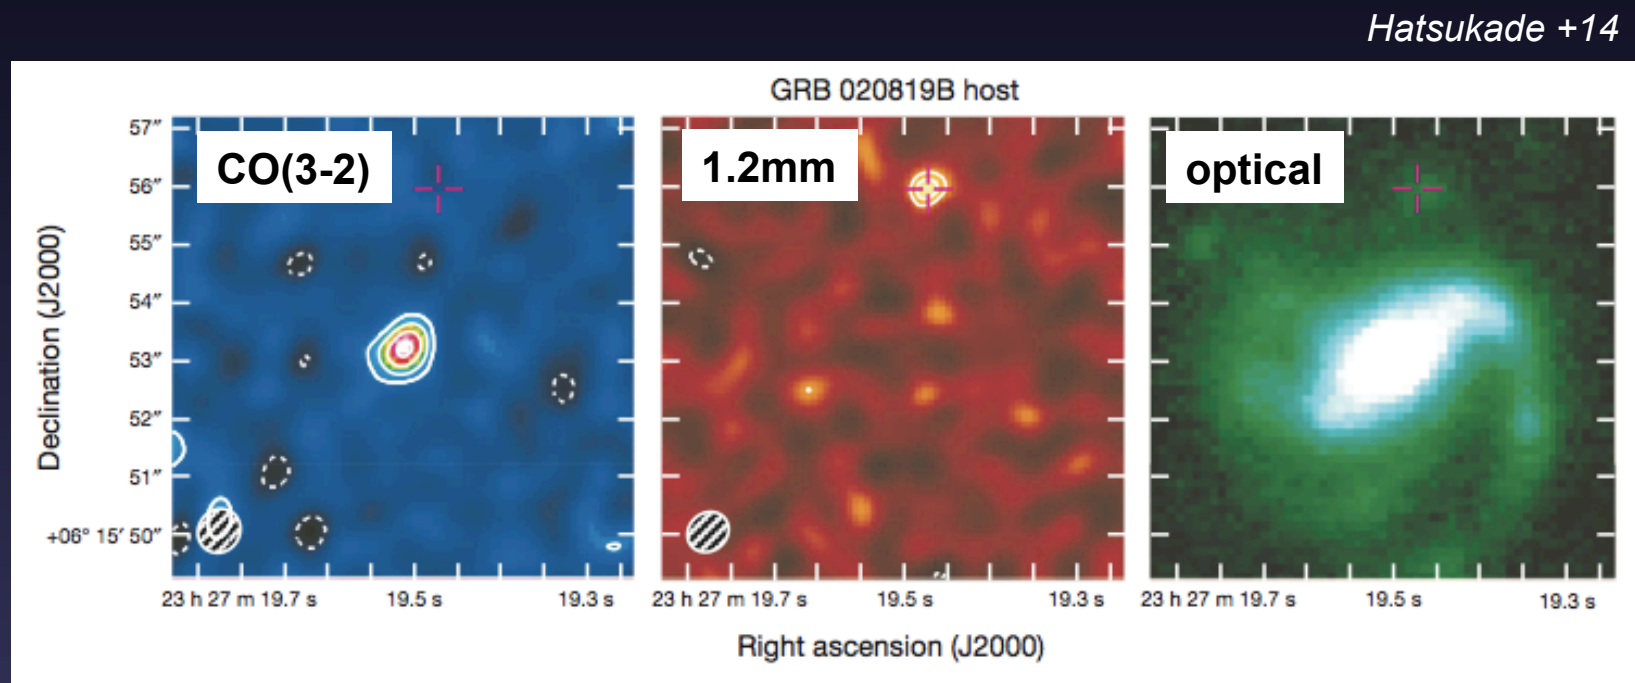 Hatsukade +14
GRB 020819B host
CO(3-2)
1.2mm
optical
Declination (J2000)
57″
56″
55″
54″
53″
52″
51″
+06° 15′ 50″
23 h 27 m 19.7 s
19.5 s
19.3 s
23 h 27 m 19.7 s
19.5 s
19.3 s
23 h 27 m 19.7 s
19.5 s
19.3 s
Right ascension (J2000)